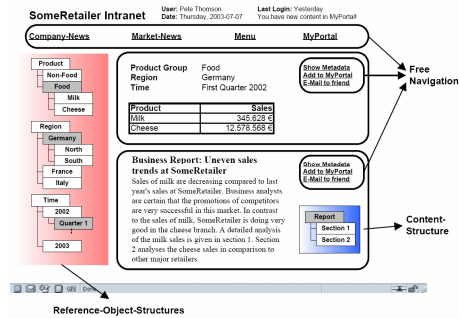 SomeRetailer Intranet
User: Pete Thomson
Date: Thursday, 2003-07-07
Last Login: Yesterday
You have new content in MyPortal!
Company-News
Market-News
Menu
MyPortal
Product
Non-Food
Food
Milk
Cheese
Region
Germany
North
South
France
Italy
Time
2002
Quarter 1
2003
Product Group Food
Region Germany
Time First Quarter 2002
Product Sales
Milk 345.628 €
Cheese 12.578.568 €
Show Metadata
Add to MyPortal
E-Mail to friend
Free
Navigation
Business Report: Uneven sales
trends at SomeRetailer
Sales of milk are decreasing compared to last
year's sales at SomeRetailer. Business analysts
are certain that the promotions of competitors
are very successful in this market. In contrast
to the sales of milk, SomeRetailer is doing very
good in the cheese branch. A detailed analysis
of the milk sales is given in section 1. Section
2 analyses the cheese sales in comparison to
other major retailers.
Show Metadata
Add to MyPortal
E-Mail to friend
Report
Section 1
Section 2
Content-
Structure
Reference-Object-Structures